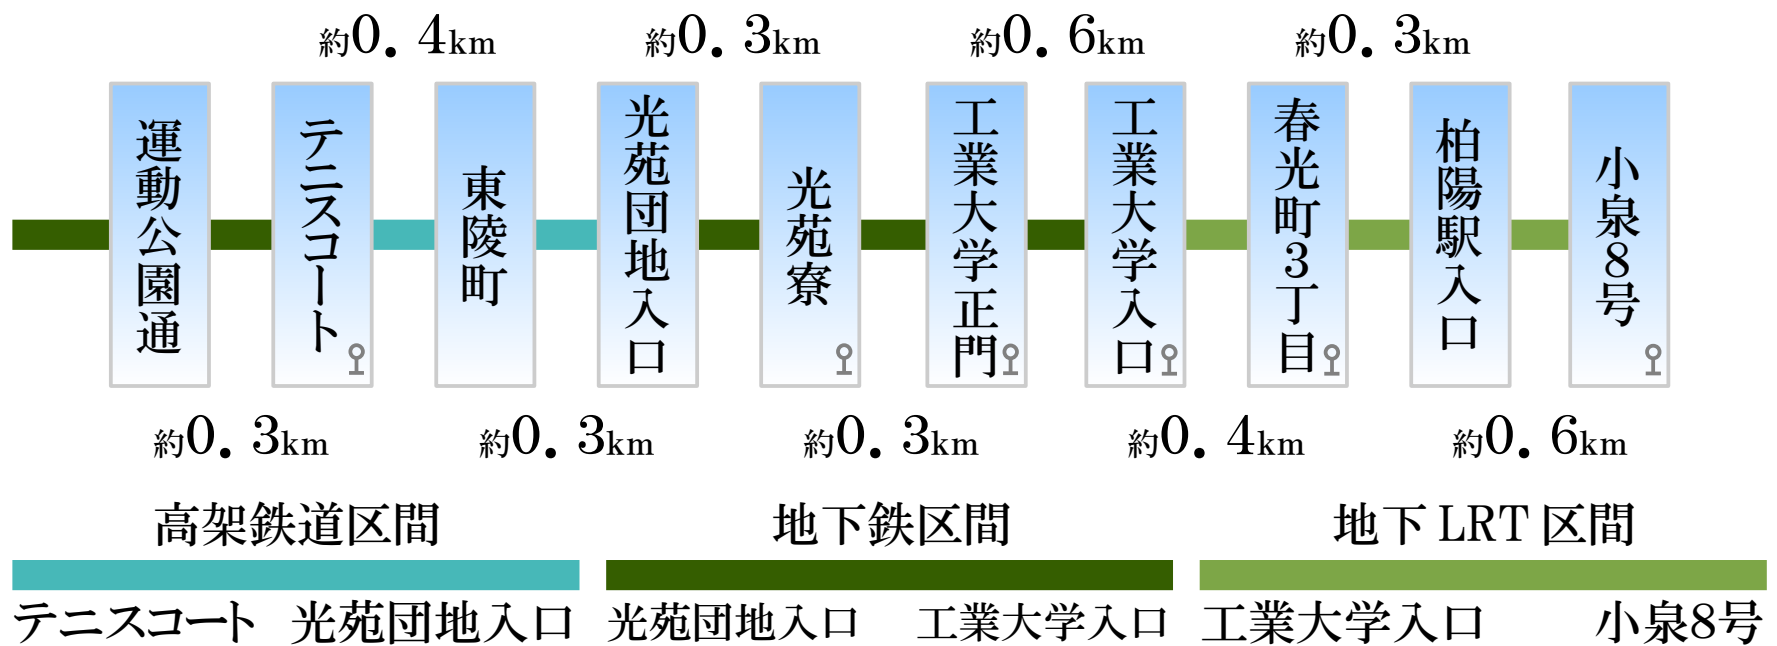 約0.4km
約0.3km
約0.6km
約0.3km
運動公園通
テニスコート
東陵町
光苑団地入口
光苑寮
工業大学正門
工業大学入口
春光町3丁目
柏陽駅入口
小泉8号
約0.3km
約0.3km
約0.3km
約0.4km
約0.6km
高架鉄道区間
地下鉄区間
地下LRT区間
テニスコート 光苑団地入口
光苑団地入口 工業大学入口
工業大学入口 小泉8号